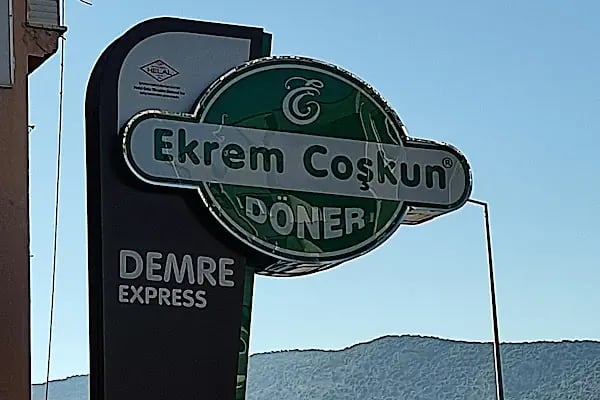 HELAL
Ekrem Coşkun®
DÖNER
DEMRE
EXPRESS